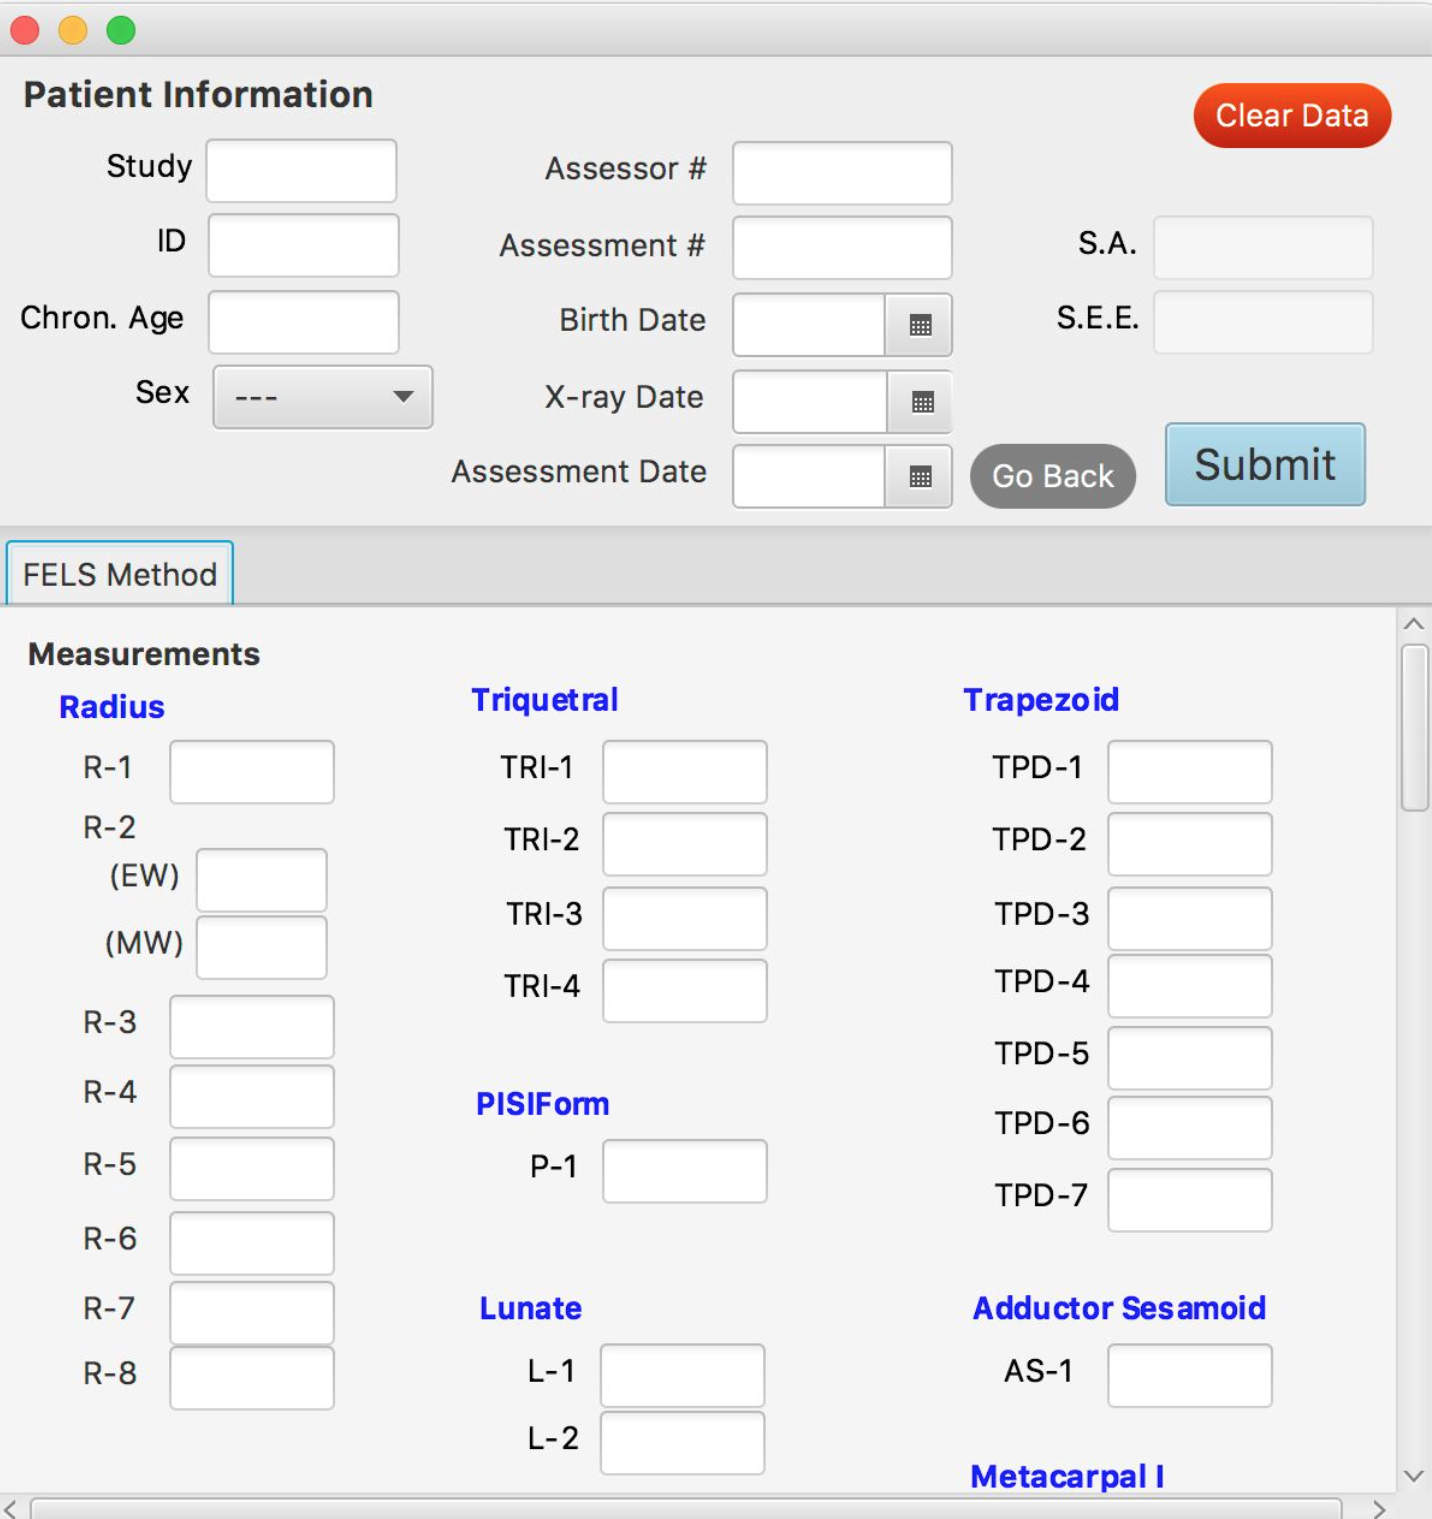 Patient Information
Clear Data
Study
Assessor #
ID
Assessment #
S.A.
Chron. Age
Birth Date
S.E.E.
Sex
---
X-ray Date
Assessment Date
Go Back
Submit
FELS Method
Measurements
Radius
R-1
R-2
(EW)
(MW)
R-3
R-4
R-5
R-6
R-7
R-8
Triquetral
TRI-1
TRI-2
TRI-3
TRI-4
PISIForm
P-1
Lunate
L-1
L-2
Trapezoid
TPD-1
TPD-2
TPD-3
TPD-4
TPD-5
TPD-6
TPD-7
Adductor Sesamoid
AS-1
Metacarpal I